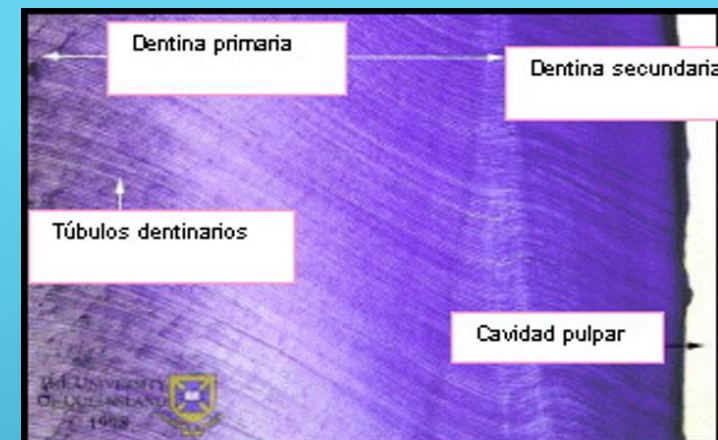 Dentina primaria
Dentina secundaria
Túbulos dentinarios
Cavidad pulpar
THE UNIVERSITY
OF QUEENSLAND
1998